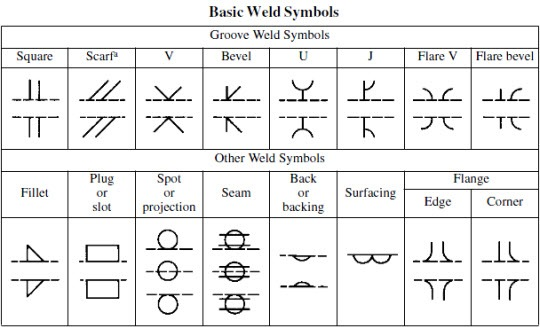 Basic Weld Symbols
Groove Weld Symbols
Square Scarfᵃ V Bevel U J Flare V Flare bevel
Other Weld Symbols
Fillet
Plug
or
slot
Spot
or
projection
Seam
Back
or
backing
Surfacing
Flange
Edge Corner